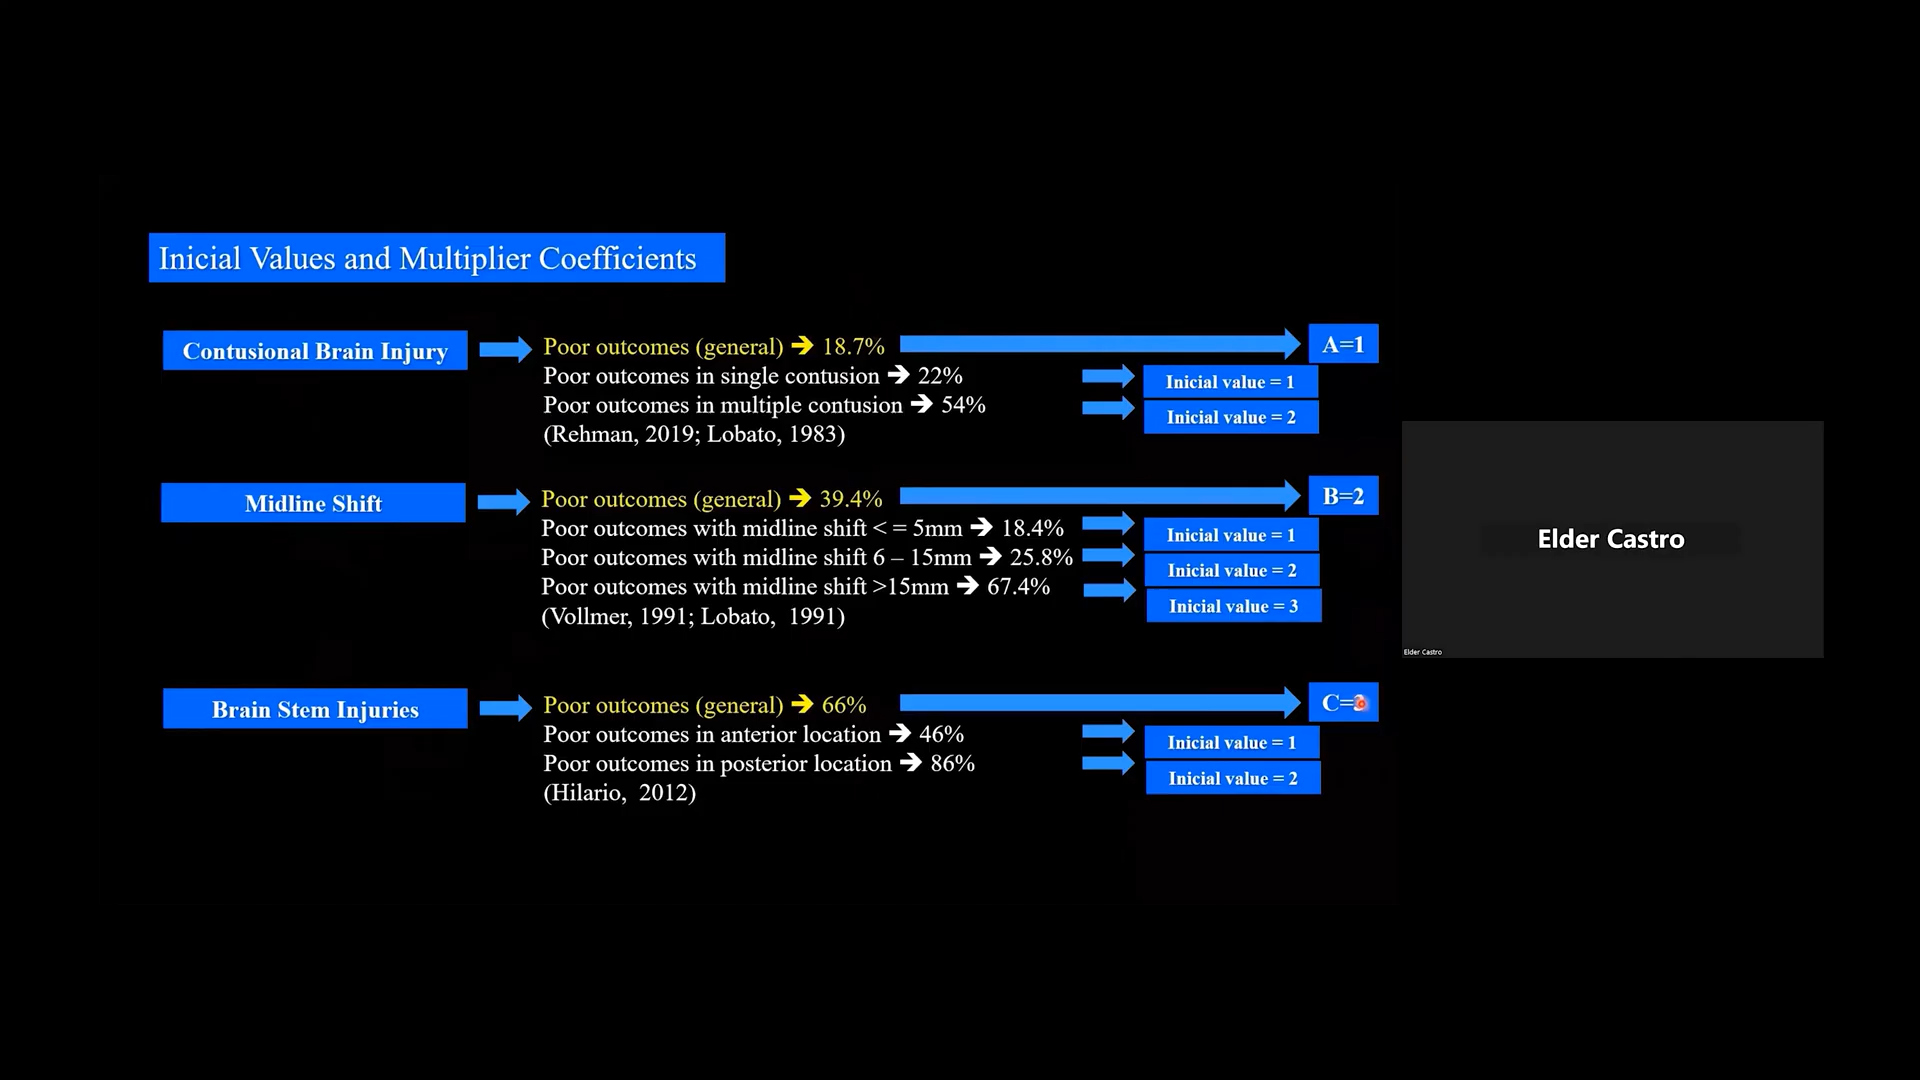 Inicial Values and Multiplier Coefficients
Contusional Brain Injury
Poor outcomes (general) ➔ 18.7%
A=1
Poor outcomes in single contusion ➔ 22%
Inicial value = 1
Poor outcomes in multiple contusion ➔ 54%
Inicial value = 2
(Rehman, 2019; Lobato, 1983)
Midline Shift
Poor outcomes (general) ➔ 39.4%
B=2
Poor outcomes with midline shift < = 5mm ➔ 18.4%
Inicial value = 1
Poor outcomes with midline shift 6 – 15mm ➔ 25.8%
Inicial value = 2
Poor outcomes with midline shift >15mm ➔ 67.4%
Inicial value = 3
(Vollmer, 1991; Lobato, 1991)
Brain Stem Injuries
Poor outcomes (general) ➔ 66%
C=
Poor outcomes in anterior location ➔ 46%
Inicial value = 1
Poor outcomes in posterior location ➔ 86%
Inicial value = 2
(Hilario, 2012)
Elder Castro
Elder Castro